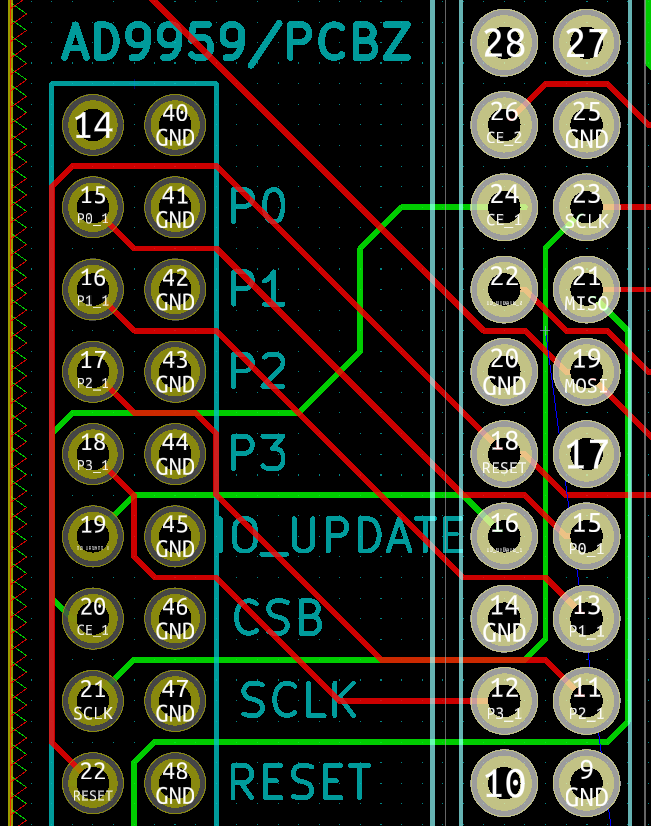 AD9959/PCBZ
28 27
14 40 GND
26 CE_2 25 GND
15 P0_1 41 GND P0
24 CE_1 23 SCLK
16 P1_1 42 GND P1
22 21 MISO
17 P2_1 43 GND P2
20 GND 19 MOSI
18 P3_1 44 GND P3
18 RESET 17
19 45 GND IO_UPDATE
16 15 P0_1
20 CE_1 46 GND CSB
14 GND 13 P1_1
21 SCLK 47 GND SCLK
12 P3_1 11 P2_1
22 RESET 48 GND RESET
10 9 GND